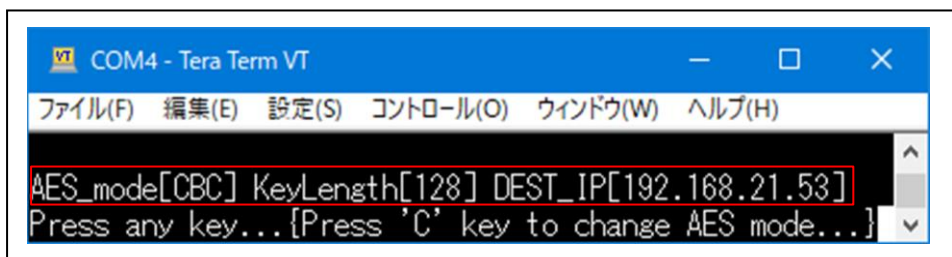 COM4 - Tera Term VT
ファイル(F) 編集(E) 設定(S) コントロール(O) ウィンドウ(W) ヘルプ(H)
AES_mode[CBC] KeyLength[128] DEST_IP[192.168.21.53]
Press any key...{Press 'C' key to change AES mode...}